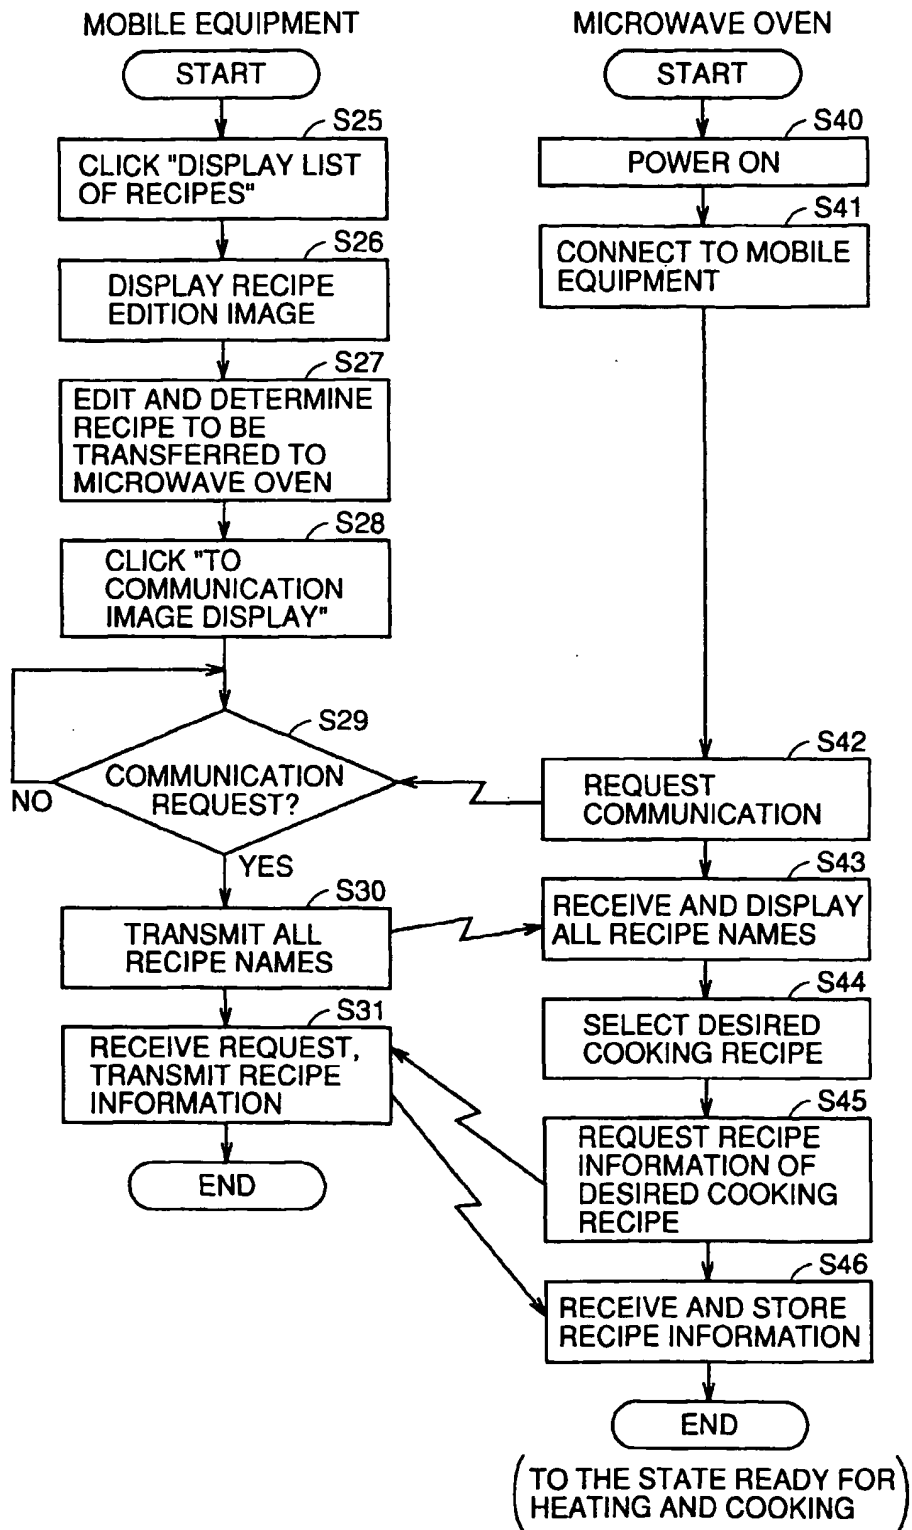 MOBILE EQUIPMENT
START
S25
CLICK "DISPLAY LIST
OF RECIPES"
S26
DISPLAY RECIPE
EDITION IMAGE
S27
EDIT AND DETERMINE
RECIPE TO BE
TRANSFERRED TO
MICROWAVE OVEN
S28
CLICK "TO
COMMUNICATION
IMAGE DISPLAY"
S29
COMMUNICATION
REQUEST?
NO
YES
S30
TRANSMIT ALL
RECIPE NAMES
S31
RECEIVE REQUEST,
TRANSMIT RECIPE
INFORMATION
END
MICROWAVE OVEN
START
S40
POWER ON
S41
CONNECT TO MOBILE
EQUIPMENT
S42
REQUEST
COMMUNICATION
S43
RECEIVE AND DISPLAY
ALL RECIPE NAMES
S44
SELECT DESIRED
COOKING RECIPE
S45
REQUEST RECIPE
INFORMATION OF
DESIRED COOKING
RECIPE
S46
RECEIVE AND STORE
RECIPE INFORMATION
END
(TO THE STATE READY FOR
HEATING AND COOKING)